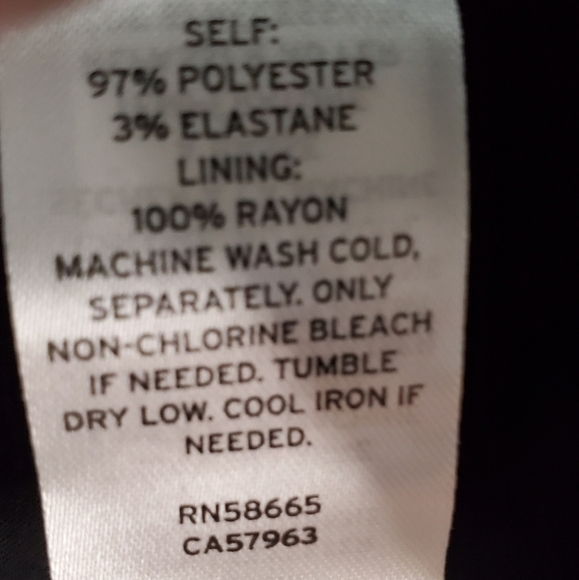 SELF:
97% POLYESTER
3% ELASTANE
LINING:
100% RAYON
MACHINE WASH COLD,
SEPARATELY. ONLY
NON-CHLORINE BLEACH
IF NEEDED. TUMBLE
DRY LOW. COOL IRON IF
NEEDED.
RN58665
CA57963